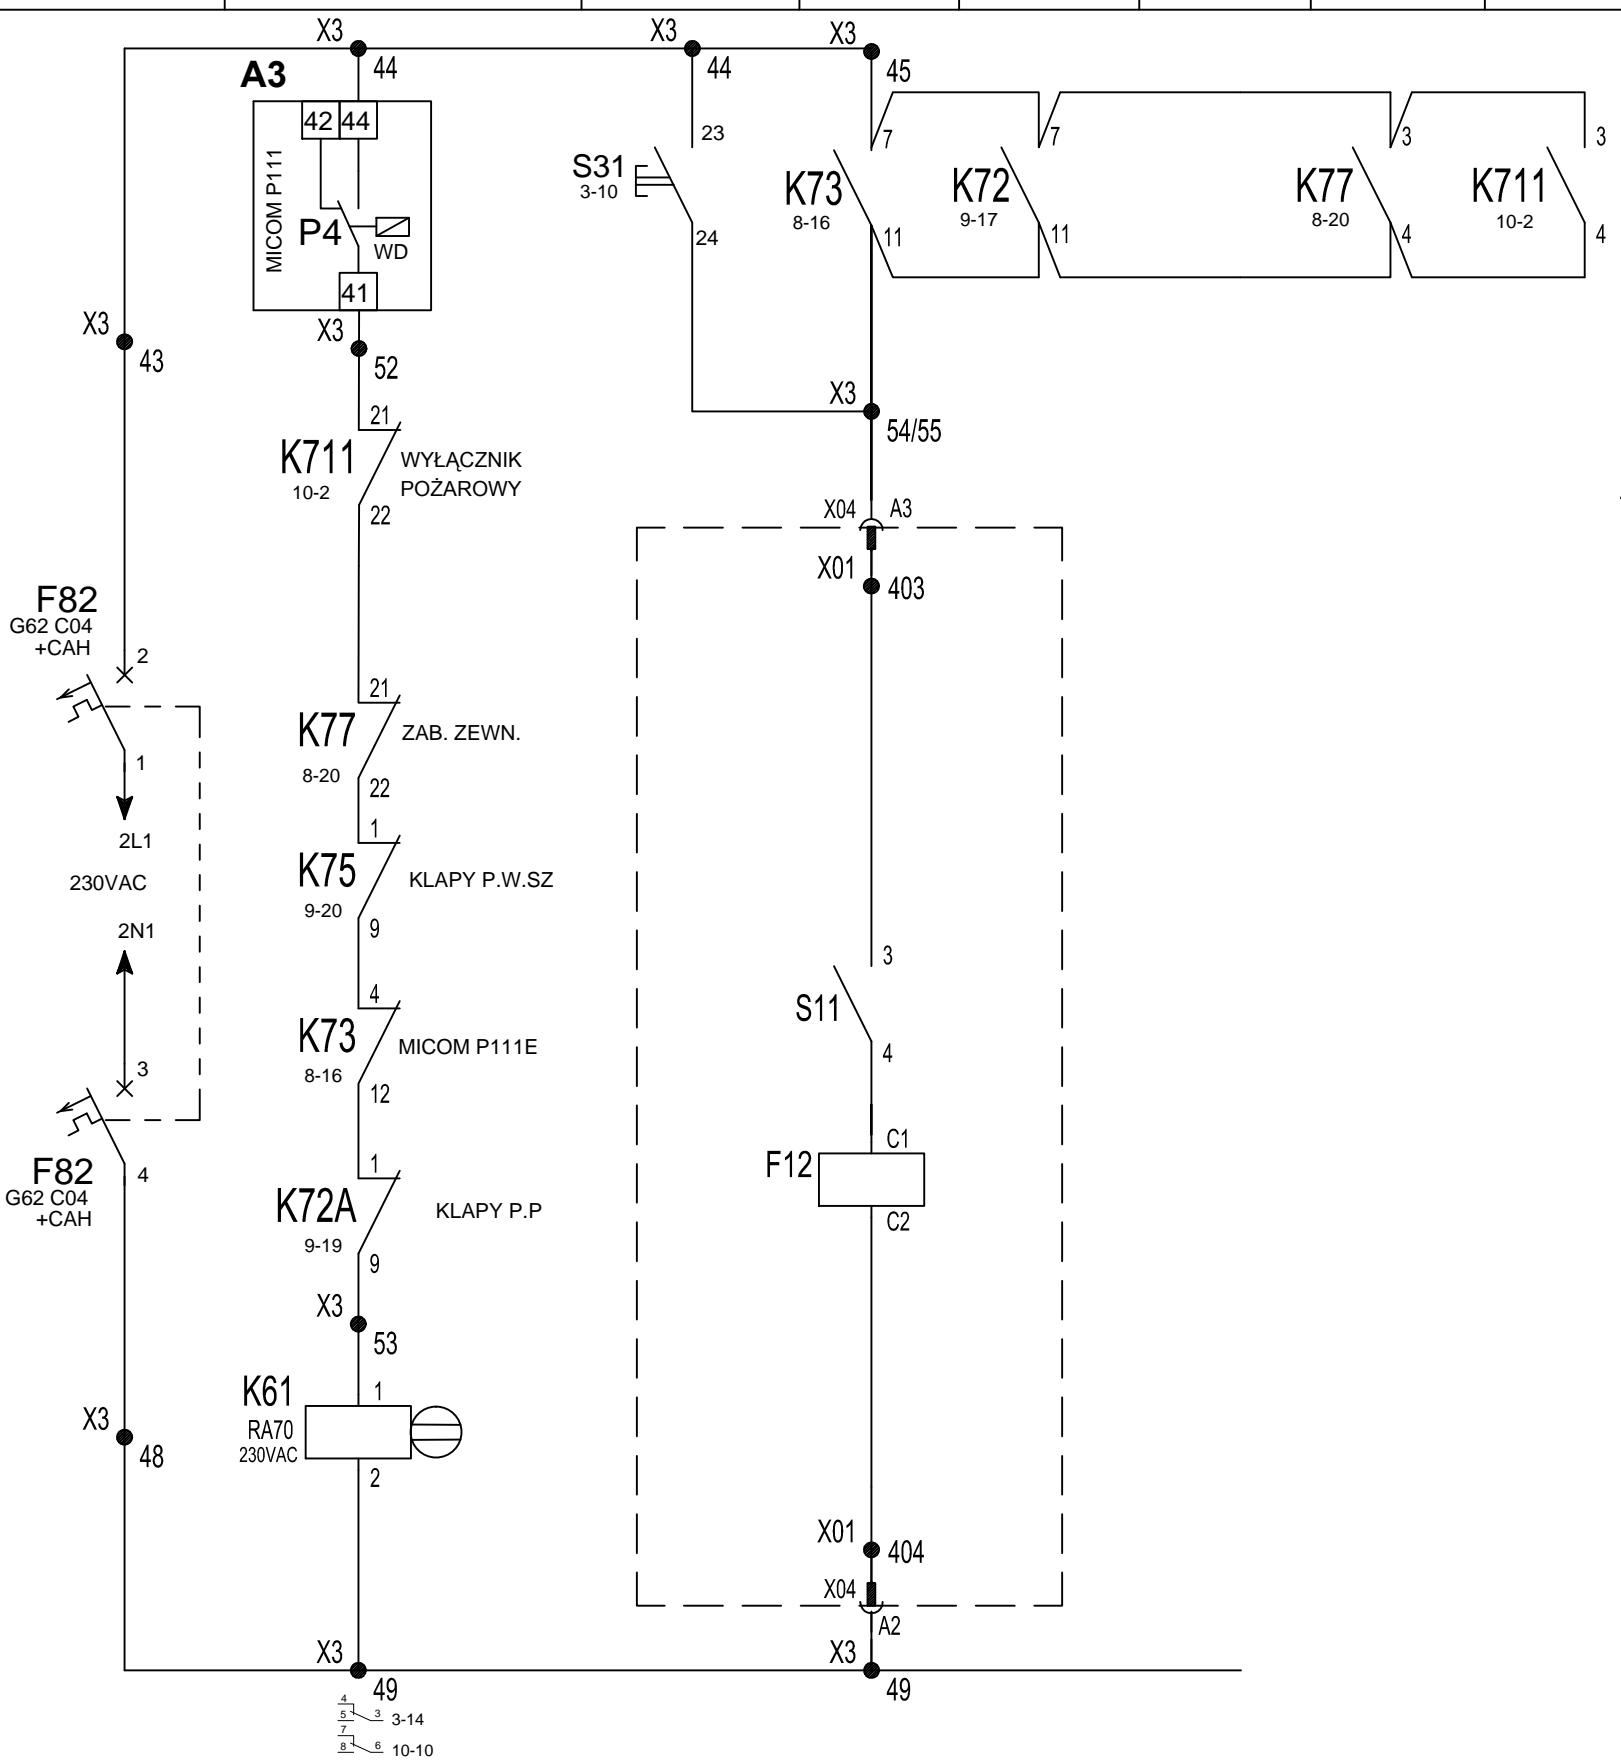 X3
44
X3
44
X3
45
A3
42 44
MICOM P111
P4
WD
41
X3
52
23
S31
3-10
24
7
K73
8-16
11
7
K72
9-17
11
3
K77
8-20
4
3
K711
10-2
4
X3
43
21
K711
10-2
22
WYŁĄCZNIK
POŻAROWY
X3
54/55
X04
A3
X01
403
F82
G62 C04
+CAH
2
1
2L1
230VAC
2N1
3
F82
G62 C04
+CAH
4
21
K77
8-20
22
ZAB. ZEWN.
1
K75
9-20
9
KLAPY P.W.SZ
4
K73
8-16
12
MICOM P111E
1
K72A
9-19
9
KLAPY P.P
3
S11
4
C1
F12
C2
X3
53
K61
RA70
230VAC
1
2
X3
48
X01
404
X04
A2
X3
49
X3
49
4
5 3 3-14
7
8 6 10-10